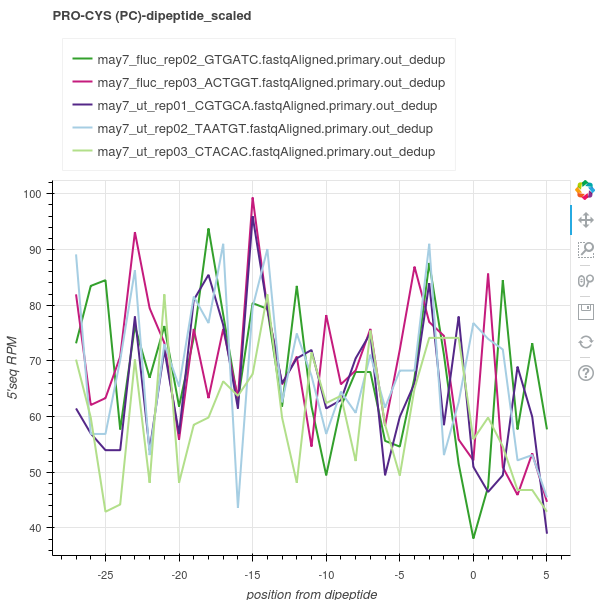 PRO-CYS (PC)-dipeptide_scaled
may7_fluc_rep02_GTGATC.fastqAligned.primary.out_dedup
may7_fluc_rep03_ACTGGT.fastqAligned.primary.out_dedup
may7_ut_rep01_CGTGCA.fastqAligned.primary.out_dedup
may7_ut_rep02_TAATGT.fastqAligned.primary.out_dedup
may7_ut_rep03_CTACAC.fastqAligned.primary.out_dedup
100
90
80
70
60
50
40
5'seq RPM
-25 -20 -15 -10 -5 0 5
position from dipeptide